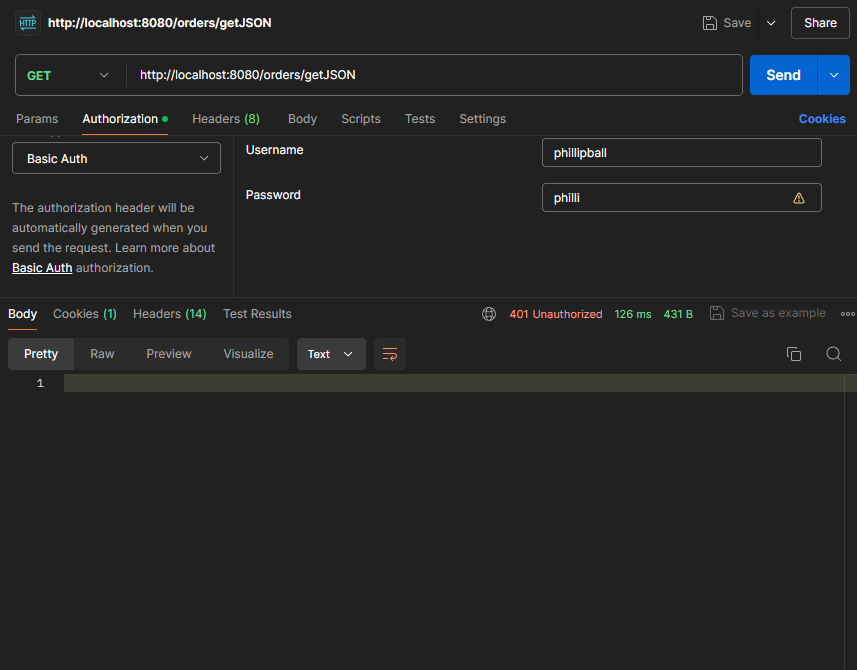 HTTP http://localhost:8080/orders/getJSON Save Share
GET http://localhost:8080/orders/getJSON Send
Params Authorization Headers (8) Body Scripts Tests Settings Cookies
Basic Auth
Username phillipball
Password philli
The authorization header will be
automatically generated when you
send the request. Learn more about
Basic Auth authorization.
Body Cookies (1) Headers (14) Test Results 401 Unauthorized 126 ms 431 B Save as example
Pretty Raw Preview Visualize Text
1